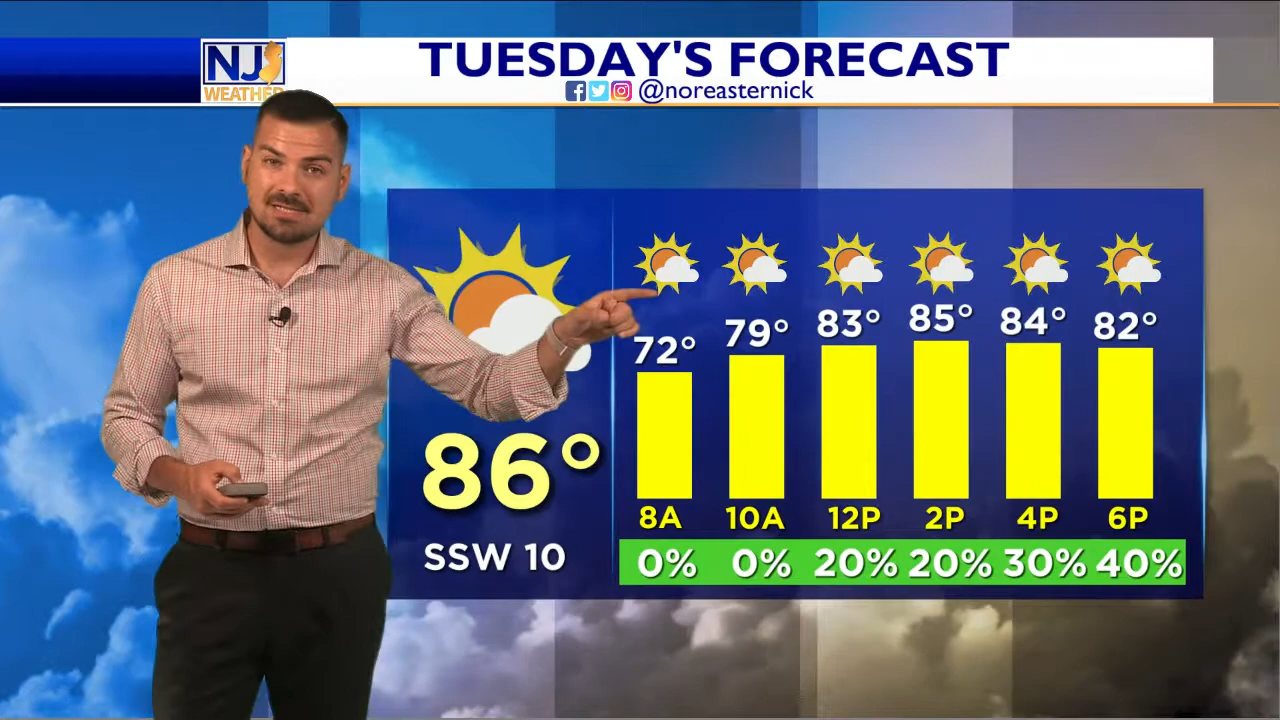 NJ
WEATHER
TUESDAY'S FORECAST
@noreasternick
86°
SSW 10
72° 79° 83° 85° 84° 82°
8A 10A 12P 2P 4P 6P
0% 0% 20% 20% 30% 40%